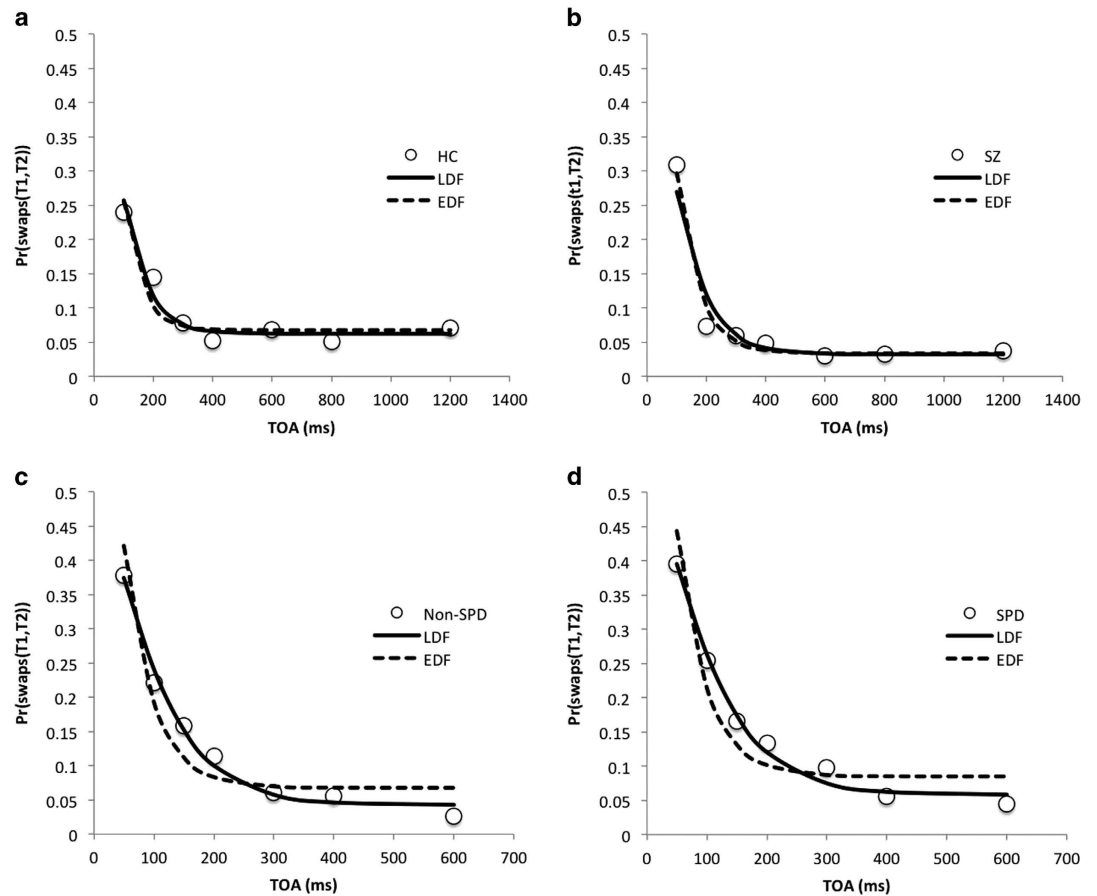 a
0.5
0.45
0.4
0.35
0.3
0.25
0.2
0.15
0.1
0.05
0
Pr(swaps(T1,T2))
HC
LDF
EDF
0 200 400 600 800 1000 1200 1400
TOA (ms)
b
0.5
0.45
0.4
0.35
0.3
0.25
0.2
0.15
0.1
0.05
0
Pr(swaps(t1,T2))
SZ
LDF
EDF
0 200 400 600 800 1000 1200 1400
TOA (ms)
c
0.5
0.45
0.4
0.35
0.3
0.25
0.2
0.15
0.1
0.05
0
Pr(swaps(T1,T2))
Non-SPD
LDF
EDF
0 100 200 300 400 500 600 700
TOA (ms)
d
0.5
0.45
0.4
0.35
0.3
0.25
0.2
0.15
0.1
0.05
0
Pr(swaps(T1,T2))
SPD
LDF
EDF
0 100 200 300 400 500 600 700
TOA (ms)